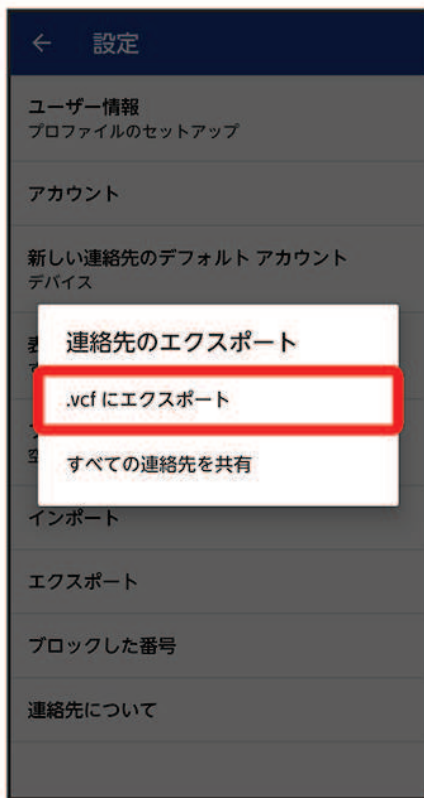 ← 設定
ユーザー情報
プロファイルのセットアップ
アカウント
新しい連絡先のデフォルト アカウント
デバイス
連絡先のエクスポート
.vcf にエクスポート
すべての連絡先を共有
インポート
エクスポート
ブロックした番号
連絡先について